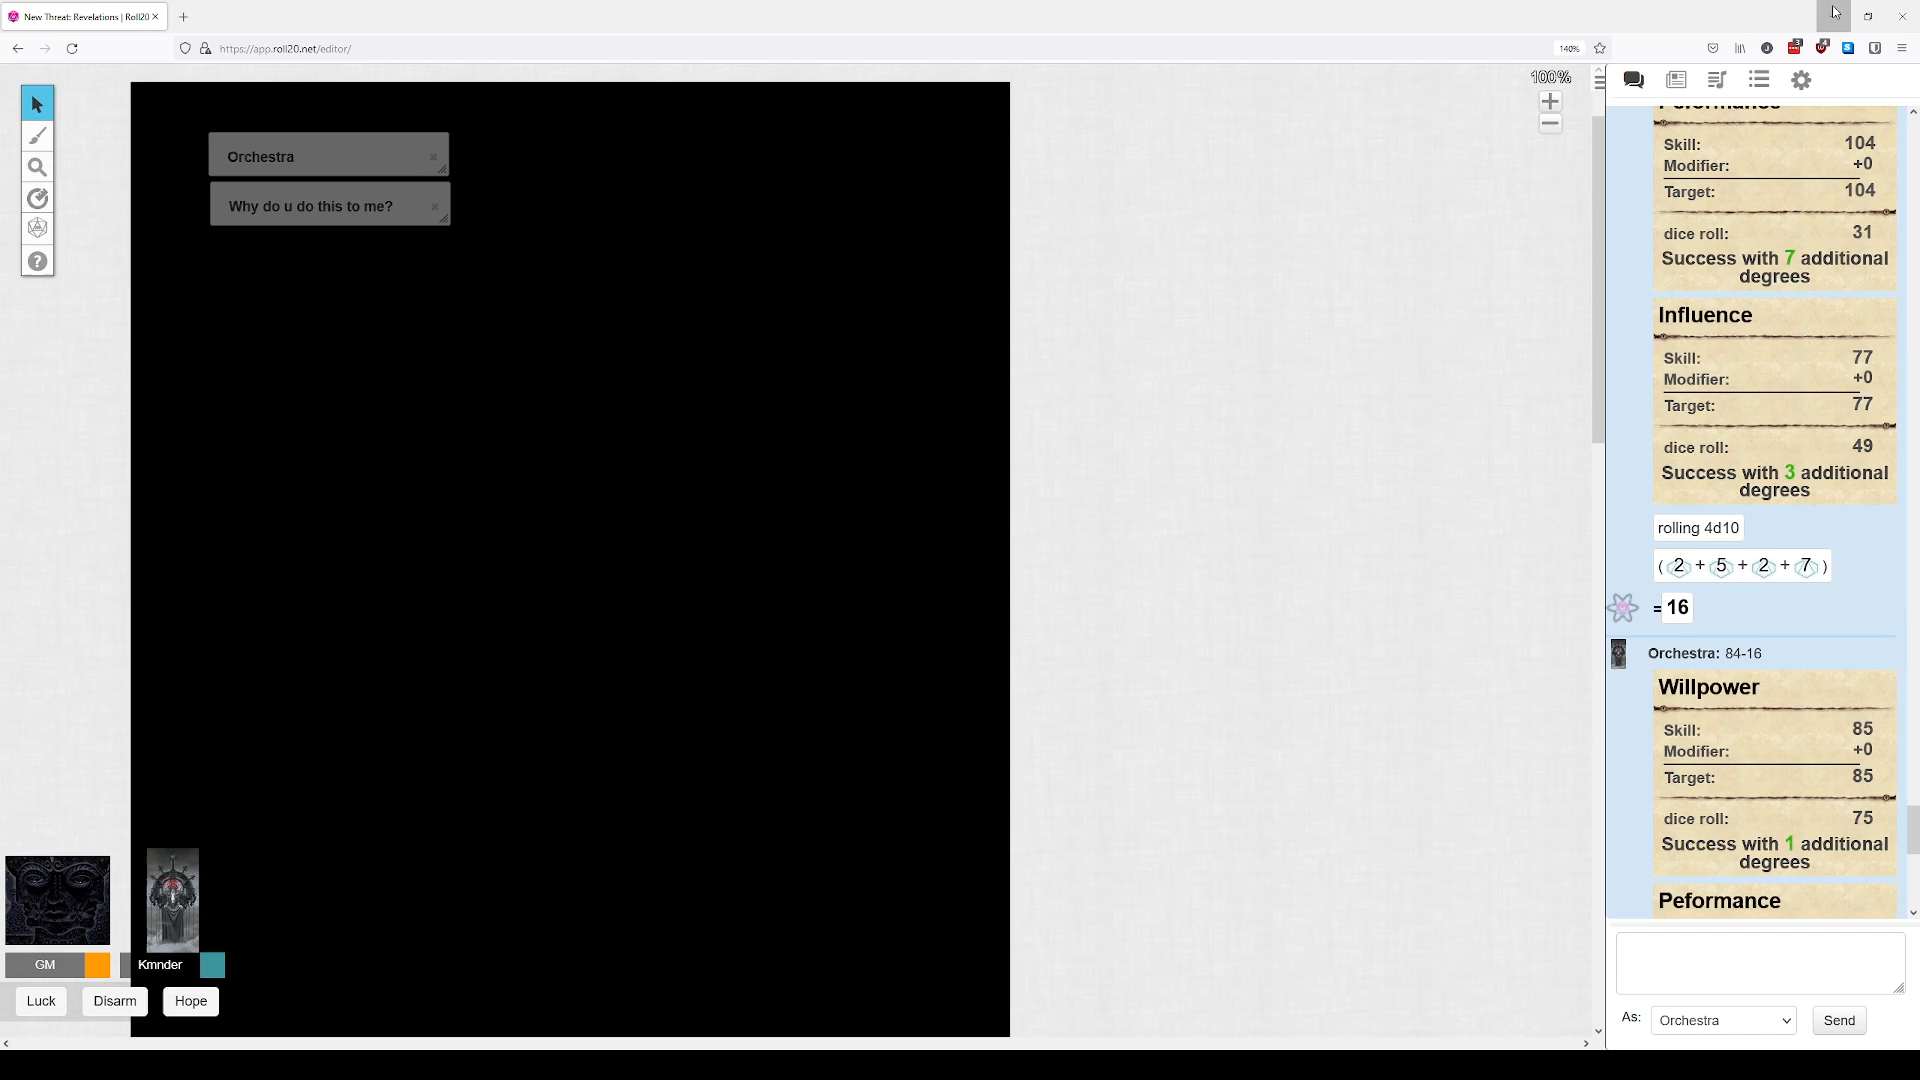 New Threat: Revelations | Roll20
https://app.roll20.net/editor/
140%
3
4
100%
Orchestra
Why do u do this to me?
Peformance
Skill: 104
Modifier: +0
Target: 104
dice roll: 31
Success with 7 additional
degrees
Influence
Skill: 77
Modifier: +0
Target: 77
dice roll: 49
Success with 3 additional
degrees
rolling 4d10
( 2 + 5 + 2 + 7 )
= 16
Orchestra: 84-16
Willpower
Skill: 85
Modifier: +0
Target: 85
dice roll: 75
Success with 1 additional
degrees
Peformance
GM
Kmnder
Luck
Disarm
Hope
As: Orchestra
Send